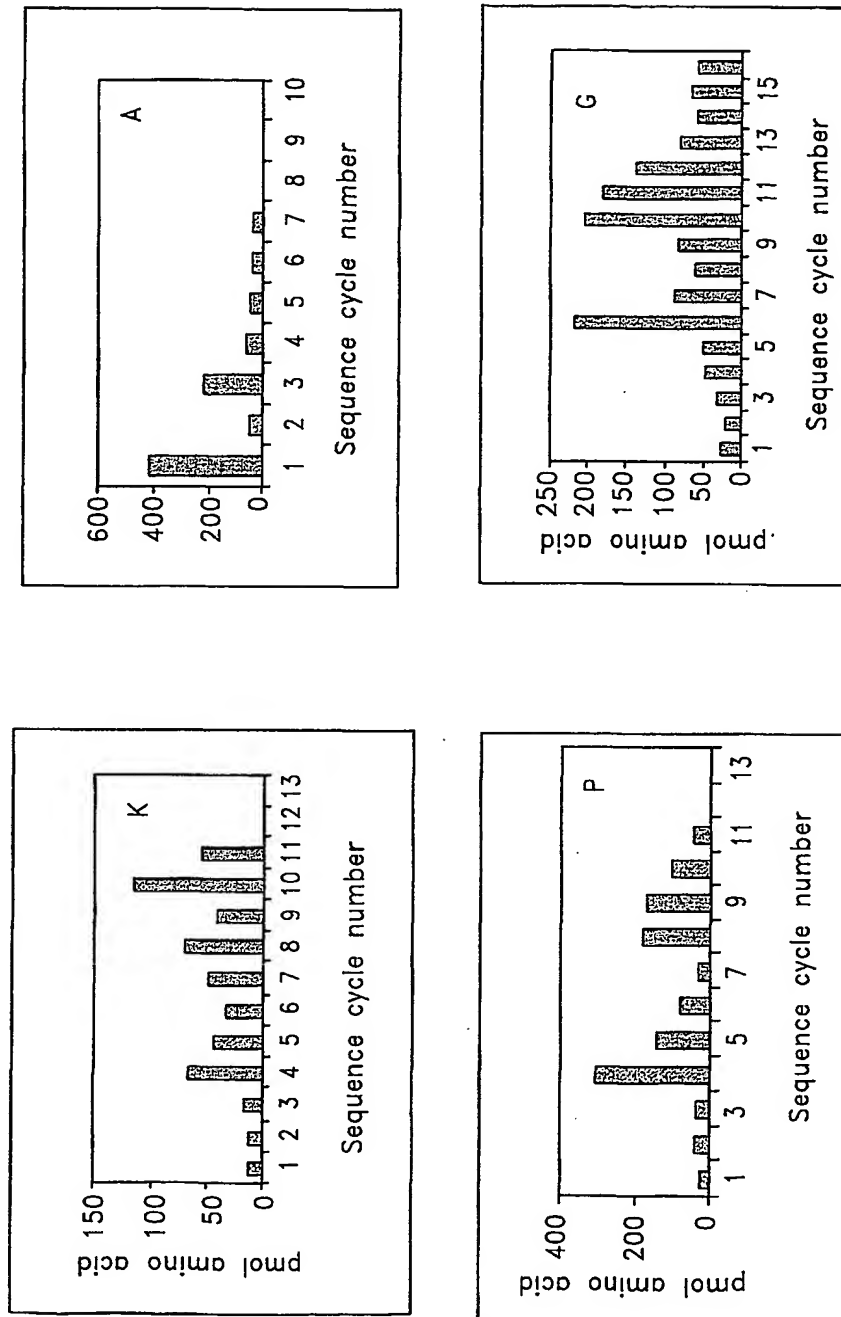 A
600
400
200
0
1 2 3 4 5 6 7 8 9 10
Sequence cycle number
G
250
200
150
100
50
0
.pmol amino acid
1 3 5 7 9 11 13 15
Sequence cycle number
K
150
100
50
0
pmol amino acid
1 2 3 4 5 6 7 8 9 10 11 12 13
Sequence cycle number
P
400
200
0
pmol amino acid
1 3 5 7 9 11 13
Sequence cycle number